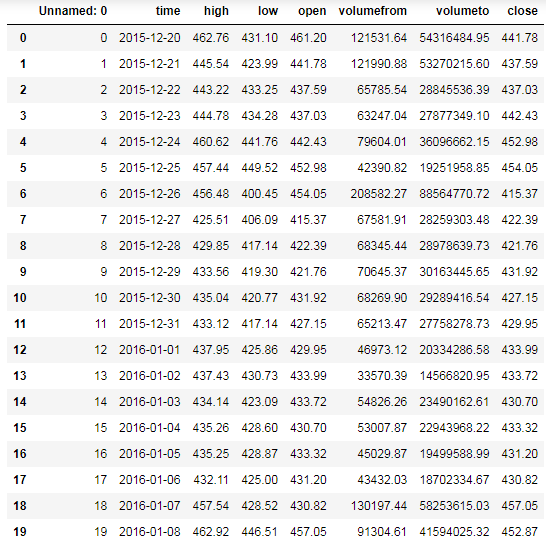 Unnamed: 0 time high low open volumefrom volumeto close
0 0 2015-12-20 462.76 431.10 461.20 121531.64 54316484.95 441.78
1 1 2015-12-21 445.54 423.99 441.78 121990.88 53270215.60 437.59
2 2 2015-12-22 443.22 433.25 437.59 65785.54 28845536.39 437.03
3 3 2015-12-23 444.78 434.28 437.03 63247.04 27877349.10 442.43
4 4 2015-12-24 460.62 441.76 442.43 79604.01 36096662.15 452.98
5 5 2015-12-25 457.44 449.52 452.98 42390.82 19251958.85 454.05
6 6 2015-12-26 456.48 400.45 454.05 208582.27 88564770.72 415.37
7 7 2015-12-27 425.51 406.09 415.37 67581.91 28259303.48 422.39
8 8 2015-12-28 429.85 417.14 422.39 68345.44 28978639.73 421.76
9 9 2015-12-29 433.56 419.30 421.76 70645.37 30163445.65 431.92
10 10 2015-12-30 435.04 420.77 431.92 68269.90 29289416.54 427.15
11 11 2015-12-31 433.12 417.14 427.15 65213.47 27758278.73 429.95
12 12 2016-01-01 437.95 425.86 429.95 46973.12 20334286.58 433.99
13 13 2016-01-02 437.43 430.73 433.99 33570.39 14566820.95 433.72
14 14 2016-01-03 434.14 423.09 433.72 54826.26 23490162.61 430.70
15 15 2016-01-04 435.26 428.60 430.70 53007.87 22943968.22 433.32
16 16 2016-01-05 435.25 428.87 433.32 45029.87 19499588.99 431.20
17 17 2016-01-06 432.11 425.00 431.20 43432.03 18702334.67 430.82
18 18 2016-01-07 457.54 428.52 430.82 130197.44 58253615.03 457.05
19 19 2016-01-08 462.92 446.51 457.05 91304.61 41594025.32 452.87